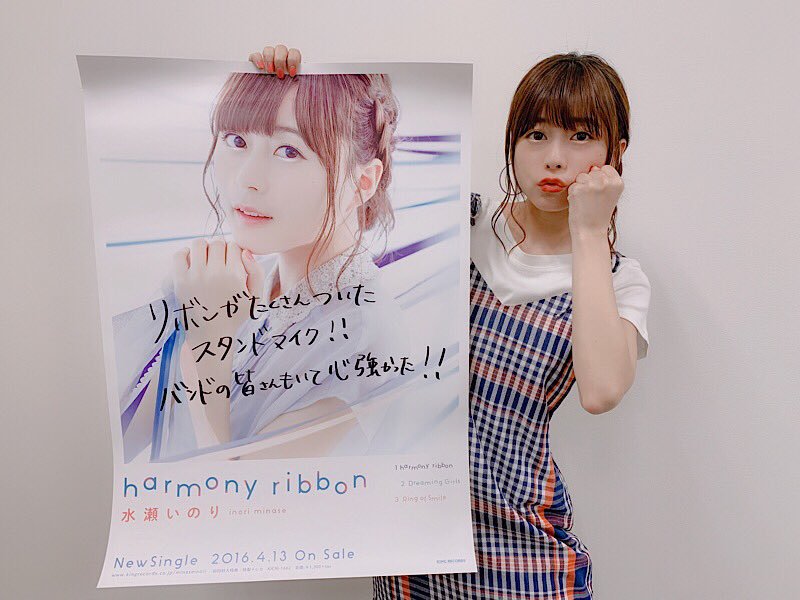 リボンがたくさんついた
スタンドマイク!!
バンドの皆さんもいて心強かった!!
harmony ribbon
水瀬いのり inori minase
1 harmony ribbon
2 Dreaming Girls
3 Ring of Smile
NewSingle 2016.4.13 On Sale
KING RECORDS